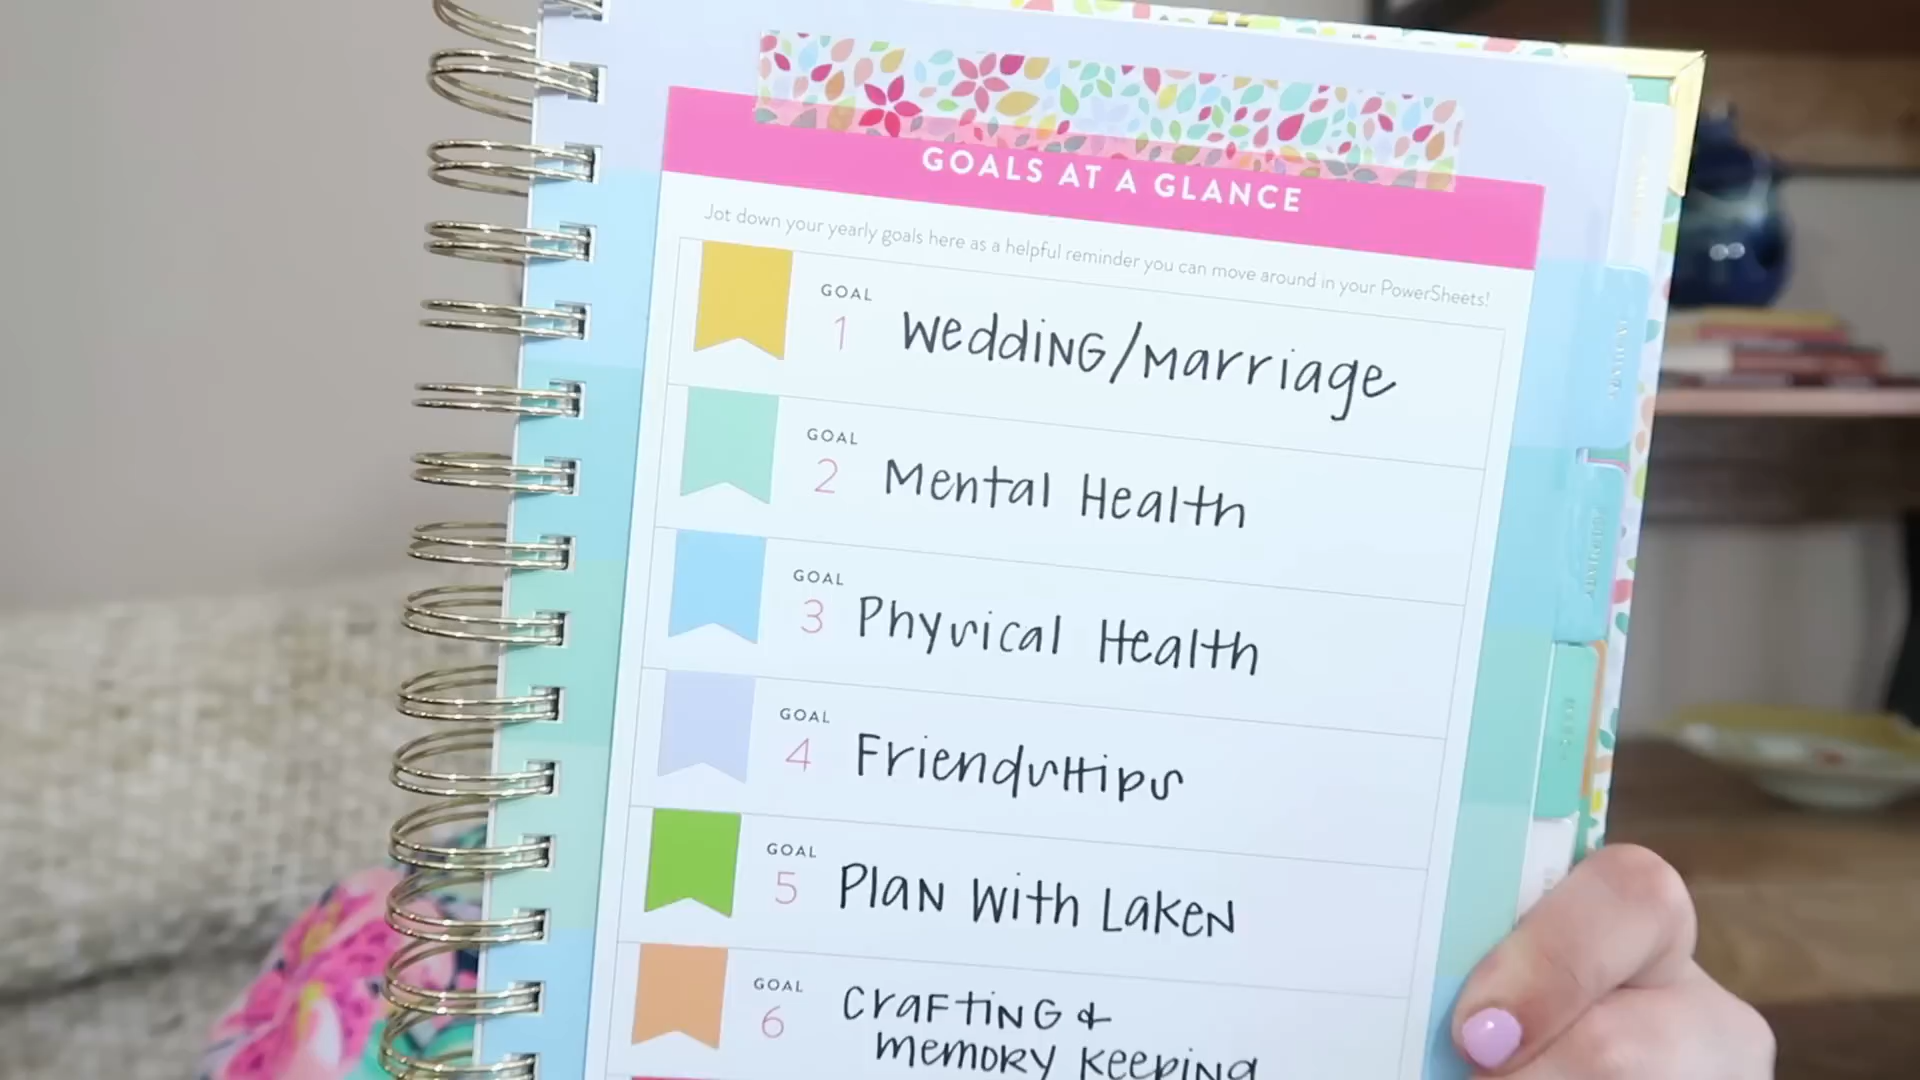 GOALS AT A GLANCE
Jot down your yearly goals here as a helpful reminder you can move around in your PowerSheets!
GOAL 1 Wedding/Marriage
GOAL 2 Mental Health
GOAL 3 Physical Health
GOAL 4 Friendships
GOAL 5 Plan With Laken
GOAL 6 Crafting &
memory keeping